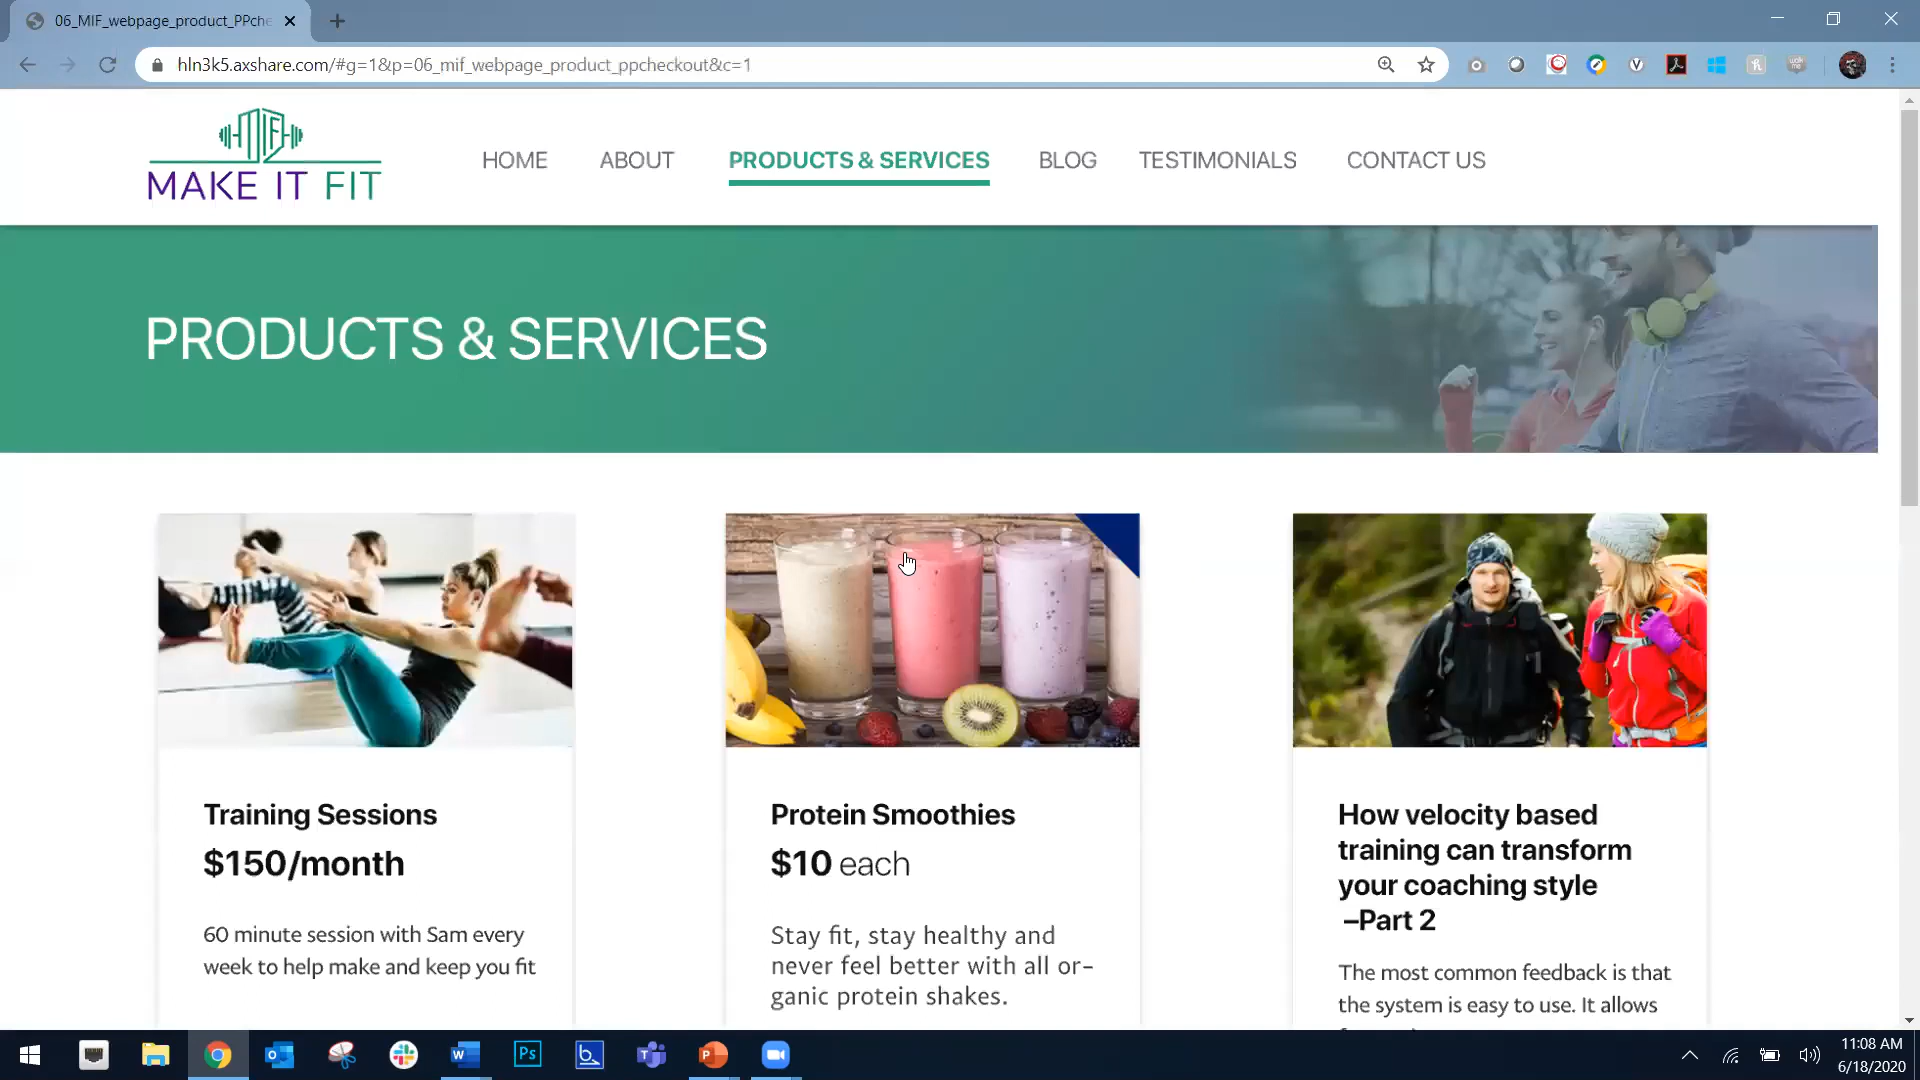 06_MIF_webpage_product_PPche
hln3k5.axshare.com/#g=1&p=06_mif_webpage_product_ppcheckout&c=1
MIF
MAKE IT FIT
HOME
ABOUT
PRODUCTS & SERVICES
BLOG
TESTIMONIALS
CONTACT US
PRODUCTS & SERVICES
Training Sessions
$150/month
60 minute session with Sam every
week to help make and keep you fit
Protein Smoothies
$10 each
Stay fit, stay healthy and
never feel better with all or-
ganic protein shakes.
How velocity based
training can transform
your coaching style
–Part 2
The most common feedback is that
the system is easy to use. It allows
11:08 AM
6/18/2020